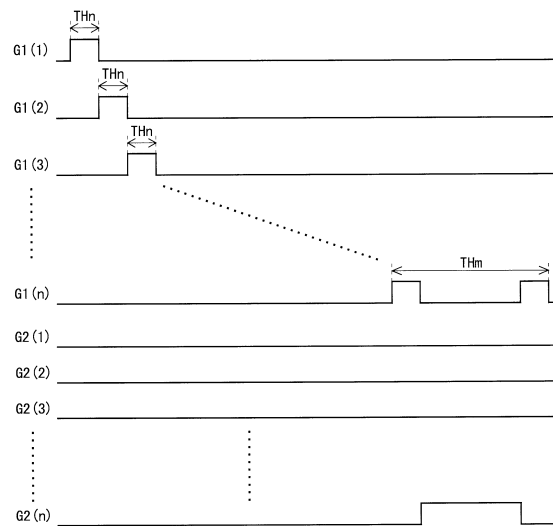 THn
G1(1)
THn
G1(2)
THn
G1(3)
THm
G1(n)
G2(1)
G2(2)
G2(3)
G2(n)